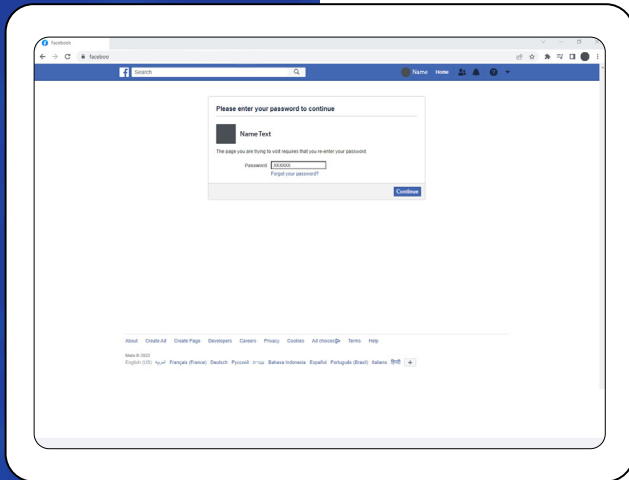 Facebook
faceboo
f Search
Name Home
Please enter your password to continue
Name Text
The page you are trying to visit requires that you re-enter your password.
Password XXXXXX
Forgot your password?
Continue
About Create Ad Create Page Developers Careers Privacy Cookies Ad choices Terms Help
Meta © 2022
English (US) العربية Français (France) Deutsch Русский עברית Bahasa Indonesia Español Português (Brasil) Italiano हिन्दी +